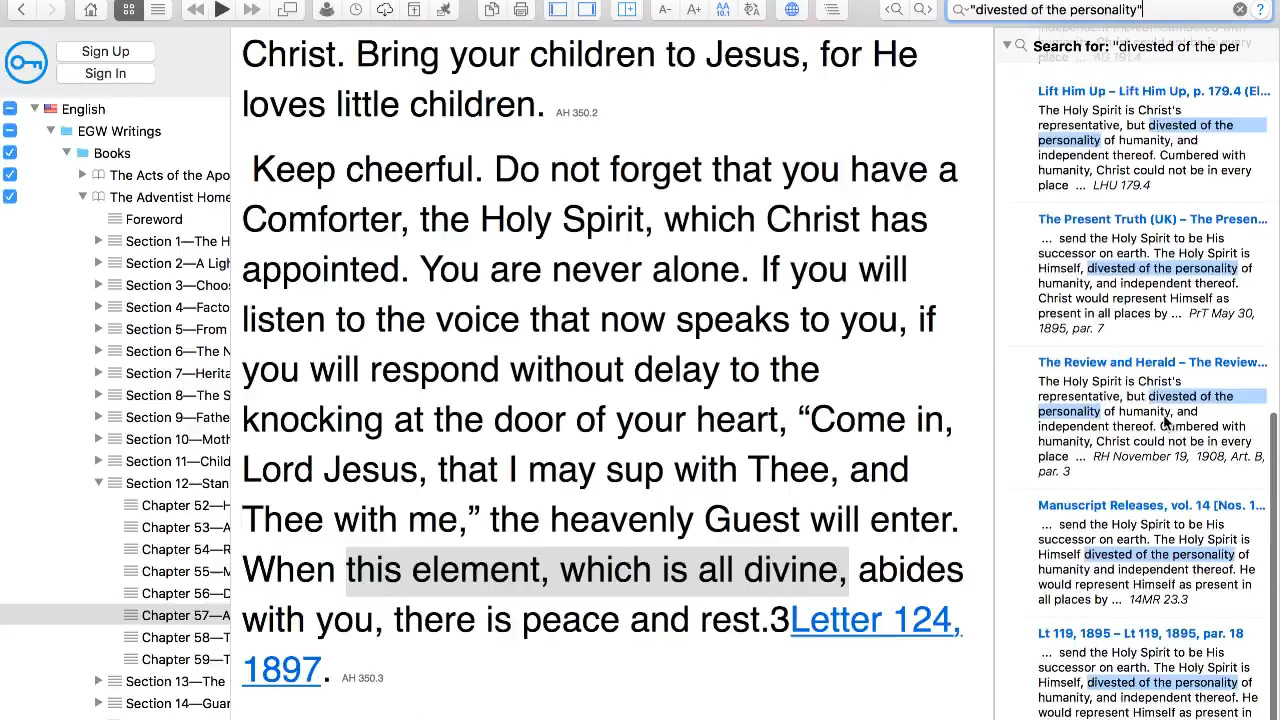 A-
A+
AA
10.1
"divested of the personality"
?
Sign Up
Sign In
English
EGW Writings
Books
The Acts of the Apo
The Adventist Home
Foreword
Section 1—The H
Section 2—A Ligh
Section 3—Choos
Section 4—Facto
Section 5—From
Section 6—The N
Section 7—Herita
Section 8—The S
Section 9—Fathe
Section 10—Moth
Section 11—Child
Section 12—Stan
Chapter 52—H
Chapter 53—A
Chapter 54—R
Chapter 55—M
Chapter 56—D
Chapter 57—A
Chapter 58—T
Chapter 59—T
Section 13—The
Section 14—Guar
Christ. Bring your children to Jesus, for He
loves little children. AH 350.2
Keep cheerful. Do not forget that you have a
Comforter, the Holy Spirit, which Christ has
appointed. You are never alone. If you will
listen to the voice that now speaks to you, if
you will respond without delay to the
knocking at the door of your heart, “Come in,
Lord Jesus, that I may sup with Thee, and
Thee with me,” the heavenly Guest will enter.
When this element, which is all divine, abides
with you, there is peace and rest.3Letter 124,
1897. AH 350.3
Search for: "divested of the per
place ... AG 191.4
Lift Him Up – Lift Him Up, p. 179.4 (El...
The Holy Spirit is Christ's
representative, but divested of the
personality of humanity, and
independent thereof. Cumbered with
humanity, Christ could not be in every
place ... LHU 179.4
The Present Truth (UK) – The Presen...
... send the Holy Spirit to be His
successor on earth. The Holy Spirit is
Himself, divested of the personality of
humanity, and independent thereof.
Christ would represent Himself as
present in all places by ... PrT May 30,
1895, par. 7
The Review and Herald – The Review...
The Holy Spirit is Christ's
representative, but divested of the
personality of humanity, and
independent thereof. Cumbered with
humanity, Christ could not be in every
place ... RH November 19, 1908, Art. B,
par. 3
Manuscript Releases, vol. 14 [Nos. 1...
... send the Holy Spirit to be His
successor on earth. The Holy Spirit is
Himself divested of the personality of
humanity and independent thereof. He
would represent Himself as present in
all places by ... 14MR 23.3
Lt 119, 1895 – Lt 119, 1895, par. 18
... send the Holy Spirit to be His
successor on earth. The Holy Spirit is
Himself, divested of the personality of
humanity, and independent thereof. He
would represent Himself as present in